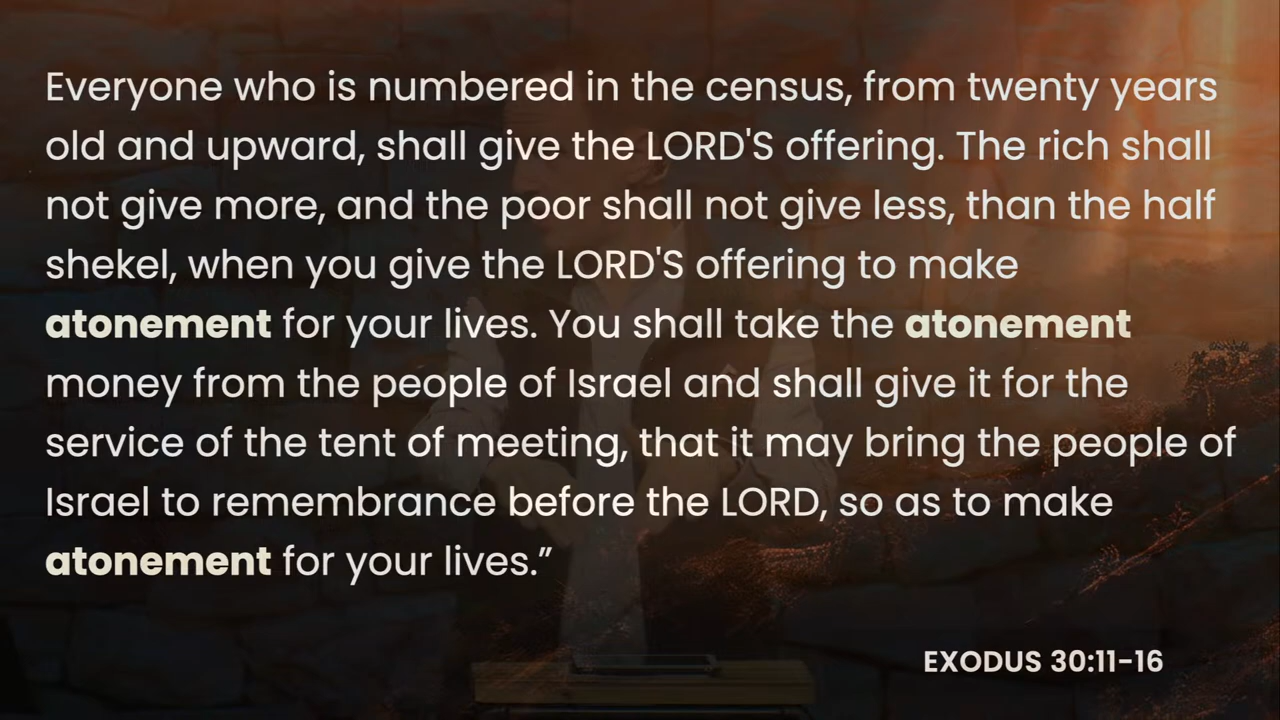 Everyone who is numbered in the census, from twenty years
old and upward, shall give the LORD'S offering. The rich shall
not give more, and the poor shall not give less, than the half
shekel, when you give the LORD'S offering to make
atonement for your lives. You shall take the atonement
money from the people of Israel and shall give it for the
service of the tent of meeting, that it may bring the people of
Israel to remembrance before the LORD, so as to make
atonement for your lives.”
EXODUS 30:11-16